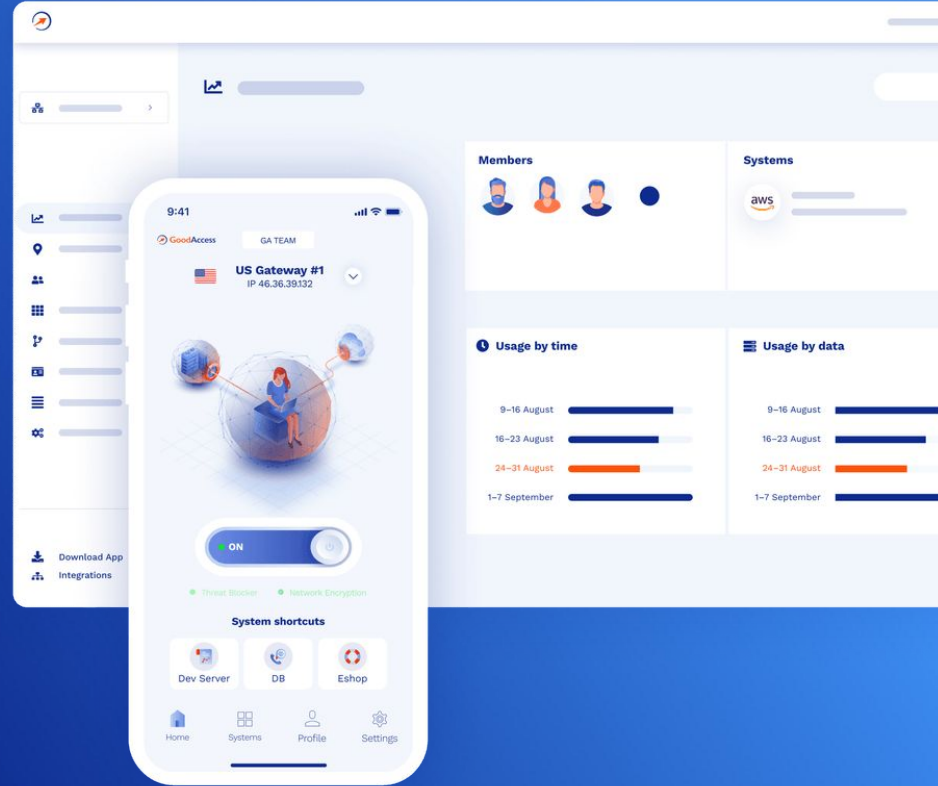 Members
Systems
aws
Usage by time
9–16 August
16–23 August
24–31 August
1–7 September
Usage by data
9–16 August
16–23 August
24–31 August
1–7 September
Download App
Integrations
9:41
GoodAccess
GA TEAM
US Gateway #1
IP 46.36.39.132
ON
Threat Blocker
Network Encryption
System shortcuts
Dev Server
DB
Eshop
Home
Systems
Profile
Settings